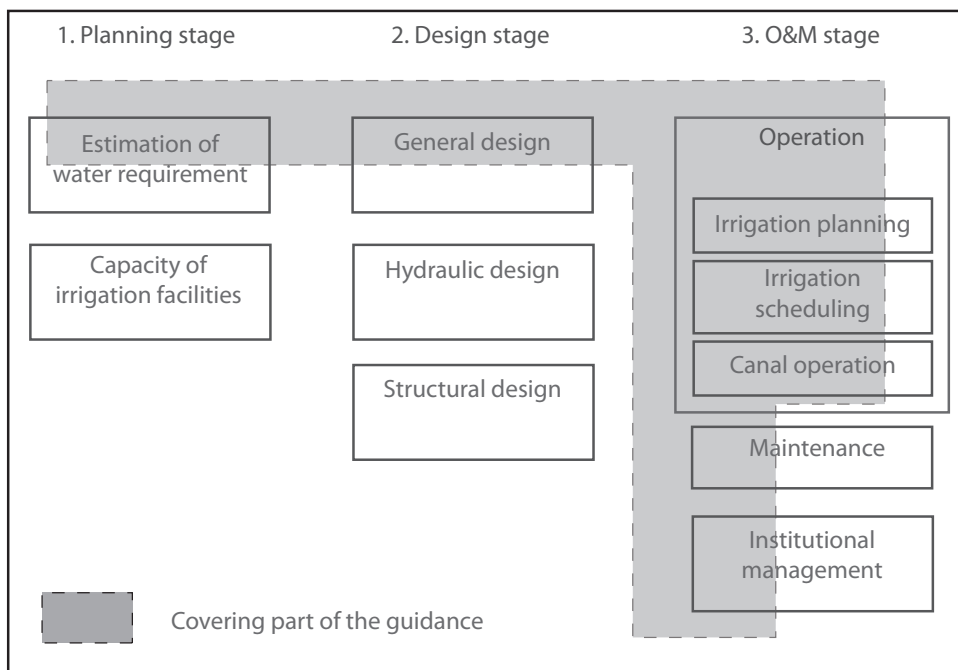 1. Planning stage
2. Design stage
3. O&M stage
Estimation of
water requirement
Capacity of
irrigation facilities
General design
Hydraulic design
Structural design
Operation
Irrigation planning
Irrigation
scheduling
Canal operation
Maintenance
Institutional
management
Covering part of the guidance